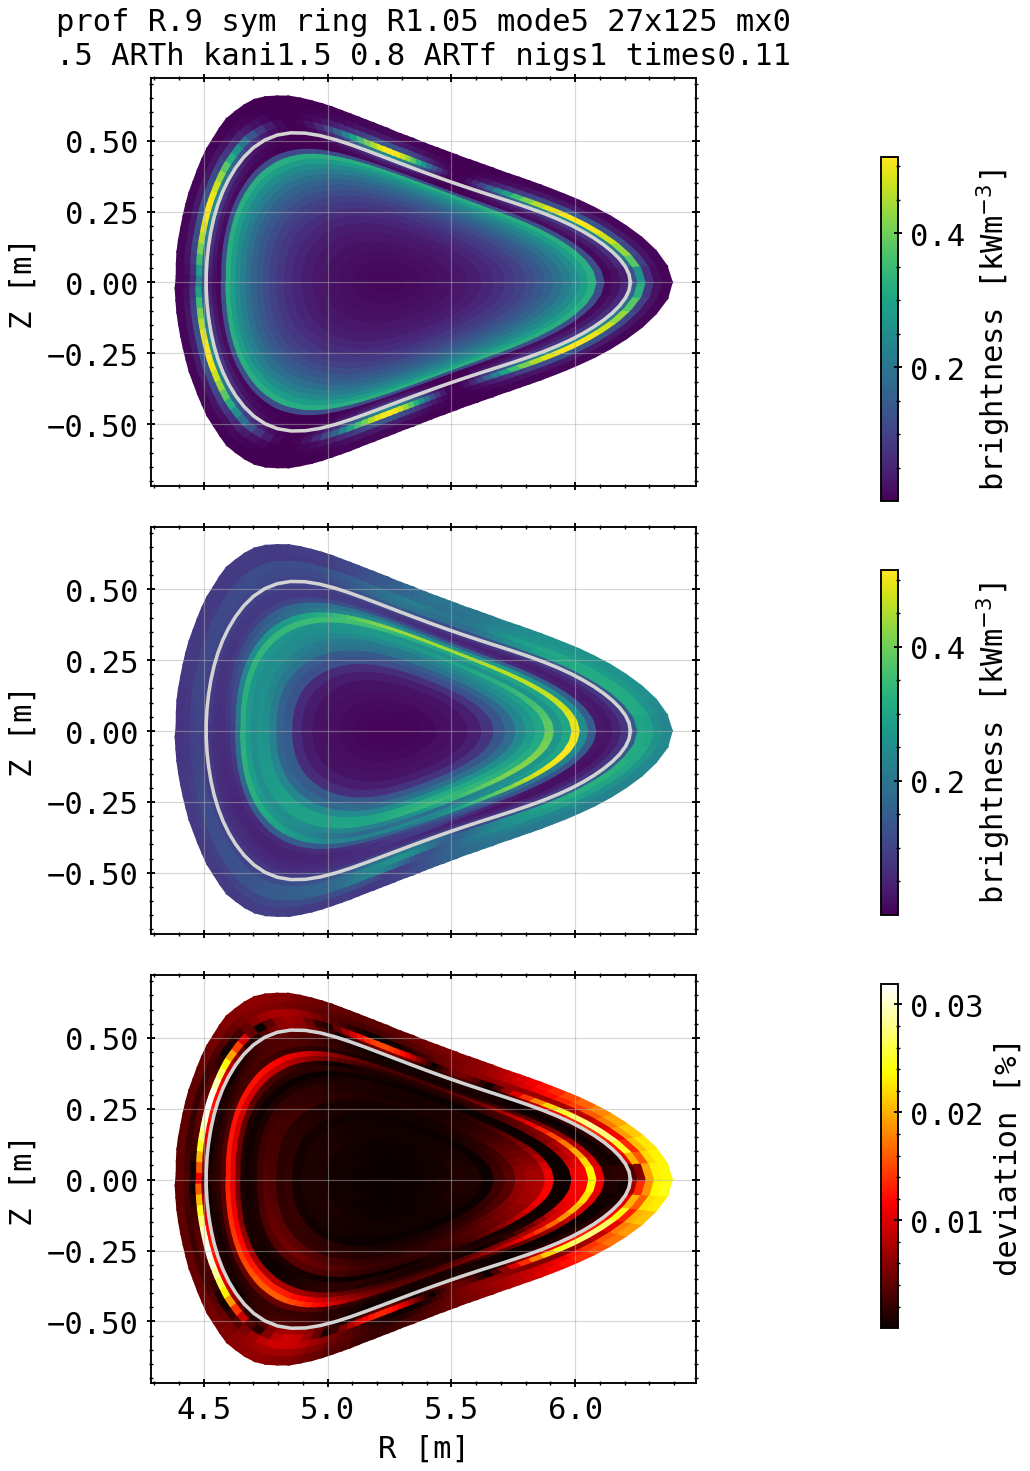 prof R.9 sym ring R1.05 mode5 27x125 mx0
.5 ARTh kani1.5 0.8 ARTf nigs1 times0.11
0.50
0.25
0.00
−0.25
−0.50
Z [m]
0.4
0.2
brightness [kWm⁻³]
0.50
0.25
0.00
−0.25
−0.50
Z [m]
0.4
0.2
brightness [kWm⁻³]
0.50
0.25
0.00
−0.25
−0.50
Z [m]
0.03
0.02
0.01
deviation [%]
4.5 5.0 5.5 6.0
R [m]